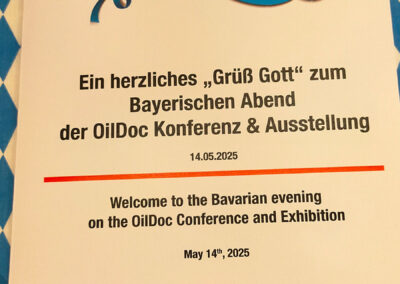 Ein herzliches „Grüß Gott“ zum
Bayerischen Abend
der OilDoc Konferenz & Ausstellung
14.05.2025
Welcome to the Bavarian evening
on the OilDoc Conference and Exhibition
May 14th, 2025